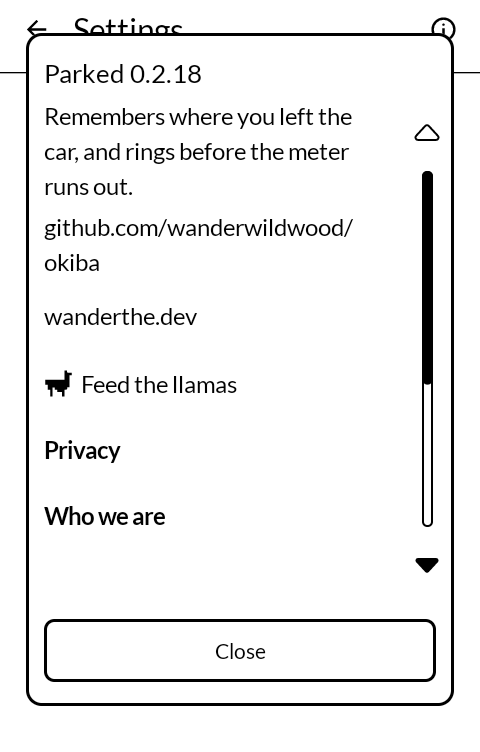 Settings
Parked 0.2.18
Remembers where you left the
car, and rings before the meter
runs out.
github.com/wanderwildwood/
okiba
wanderthe.dev
Feed the llamas
Privacy
Who we are
Close